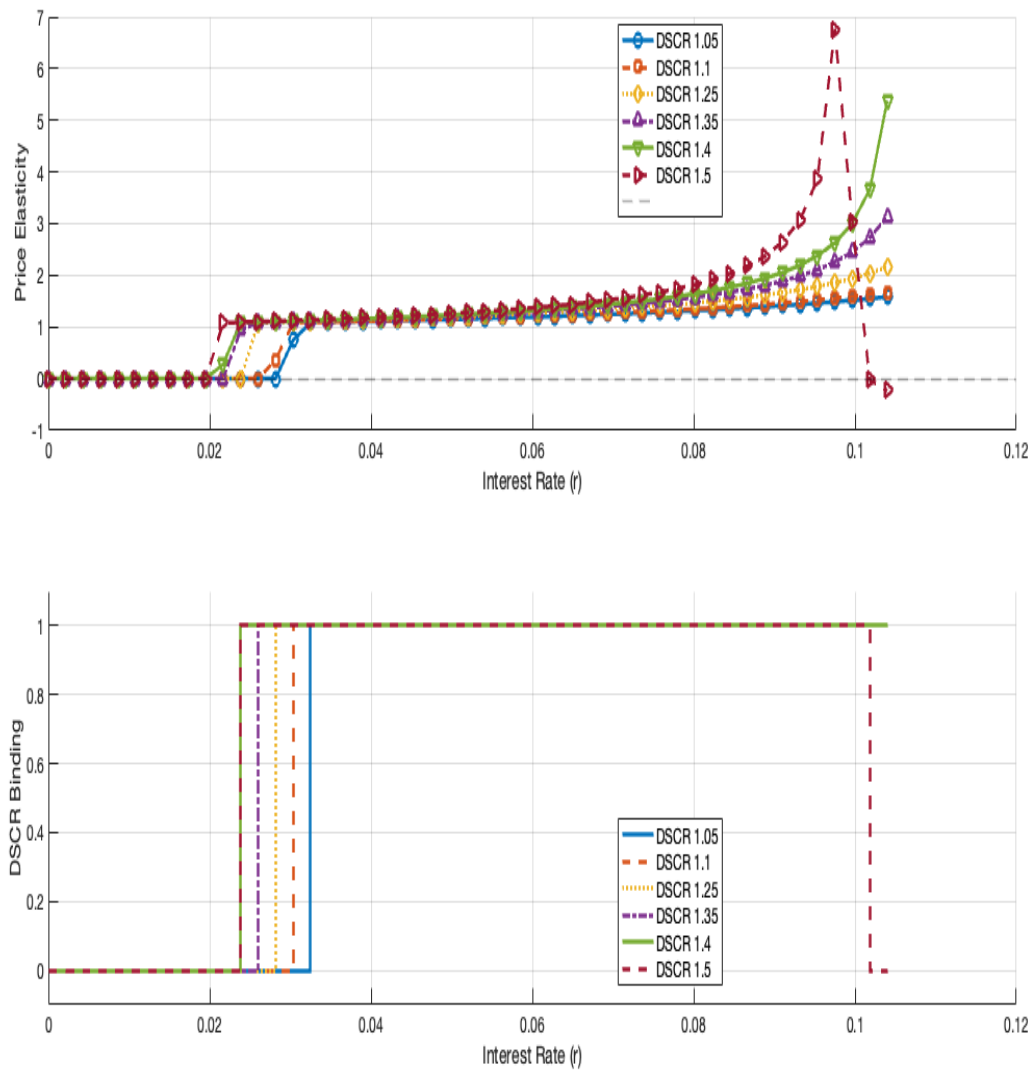 7
6
5
4
3
2
1
0
-1
Price Elasticity
DSCR 1.05
DSCR 1.1
DSCR 1.25
DSCR 1.35
DSCR 1.4
DSCR 1.5
0 0.02 0.04 0.06 0.08 0.1 0.12
Interest Rate (r)
1
0.8
0.6
0.4
0.2
0
DSCR Binding
DSCR 1.05
DSCR 1.1
DSCR 1.25
DSCR 1.35
DSCR 1.4
DSCR 1.5
0 0.02 0.04 0.06 0.08 0.1 0.12
Interest Rate (r)